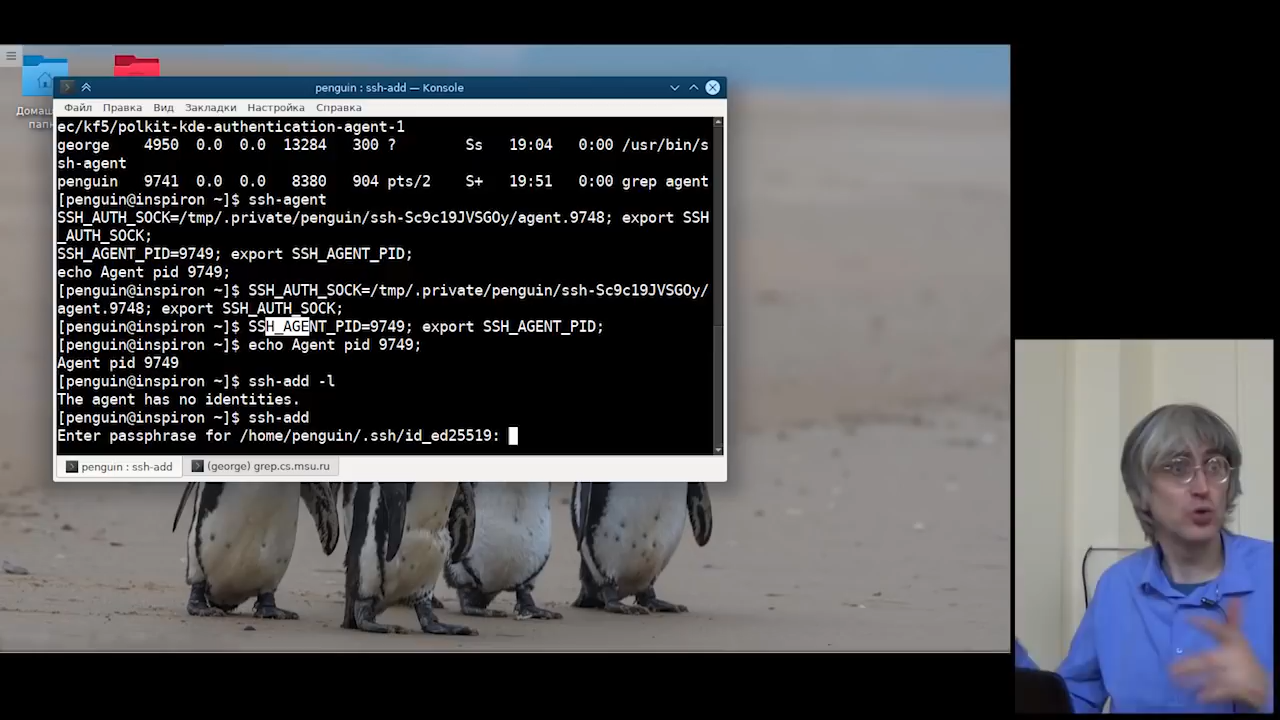 Домаш
папк
penguin : ssh-add — Konsole
Файл Правка Вид Закладки Настройка Справка
ec/kf5/polkit-kde-authentication-agent-1
george    4950  0.0  0.0  13284   300 ?        Ss   19:04   0:00 /usr/bin/s
sh-agent
penguin   9741  0.0  0.0   8380   904 pts/2    S+   19:51   0:00 grep agent
[penguin@inspiron ~]$ ssh-agent
SSH_AUTH_SOCK=/tmp/.private/penguin/ssh-Sc9c19JVSGOy/agent.9748; export SSH
_AUTH_SOCK;
SSH_AGENT_PID=9749; export SSH_AGENT_PID;
echo Agent pid 9749;
[penguin@inspiron ~]$ SSH_AUTH_SOCK=/tmp/.private/penguin/ssh-Sc9c19JVSGOy/
agent.9748; export SSH_AUTH_SOCK;
[penguin@inspiron ~]$ SSH_AGENT_PID=9749; export SSH_AGENT_PID;
[penguin@inspiron ~]$ echo Agent pid 9749;
Agent pid 9749
[penguin@inspiron ~]$ ssh-add -l
The agent has no identities.
[penguin@inspiron ~]$ ssh-add
Enter passphrase for /home/penguin/.ssh/id_ed25519:
penguin : ssh-add
(george) grep.cs.msu.ru